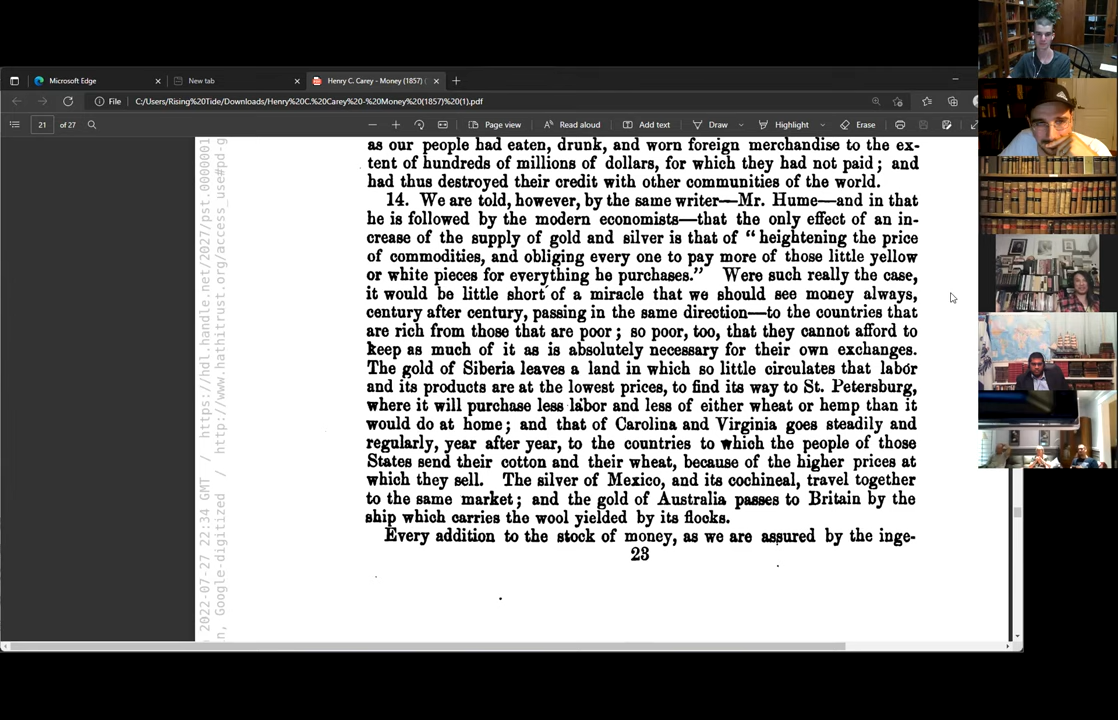 Microsoft Edge
New tab
Henry C. Carey - Money (1857) (
File
C:/Users/Rising%20Tide/Downloads/Henry%20C.%20Carey%20-%20Money%20(1857)%20(1).pdf
21 of 27
Page view
Read aloud
Add text
Draw
Highlight
Erase
as our people had eaten, drunk, and worn foreign merchandise to the ex-
tent of hundreds of millions of dollars, for which they had not paid; and
had thus destroyed their credit with other communities of the world.
14. We are told, however, by the same writer—Mr. Hume—and in that
he is followed by the modern economists—that the only effect of an in-
crease of the supply of gold and silver is that of "heightening the price
of commodities, and obliging every one to pay more of those little yellow
or white pieces for everything he purchases." Were such really the case,
it would be little short of a miracle that we should see money always,
century after century, passing in the same direction—to the countries that
are rich from those that are poor; so poor, too, that they cannot afford to
keep as much of it as is absolutely necessary for their own exchanges.
The gold of Siberia leaves a land in which so little circulates that labor
and its products are at the lowest prices, to find its way to St. Petersburg,
where it will purchase less labor and less of either wheat or hemp than it
would do at home; and that of Carolina and Virginia goes steadily and
regularly, year after year, to the countries to which the people of those
States send their cotton and their wheat, because of the higher prices at
which they sell. The silver of Mexico, and its cochineal, travel together
to the same market; and the gold of Australia passes to Britain by the
ship which carries the wool yielded by its flocks.
Every addition to the stock of money, as we are assured by the inge-
23
2022-07-27 22:34 GMT / https://hdl.handle.net/2027/pst.0000001
n, Google-digitized / http://www.hathitrust.org/access_use#pd-g